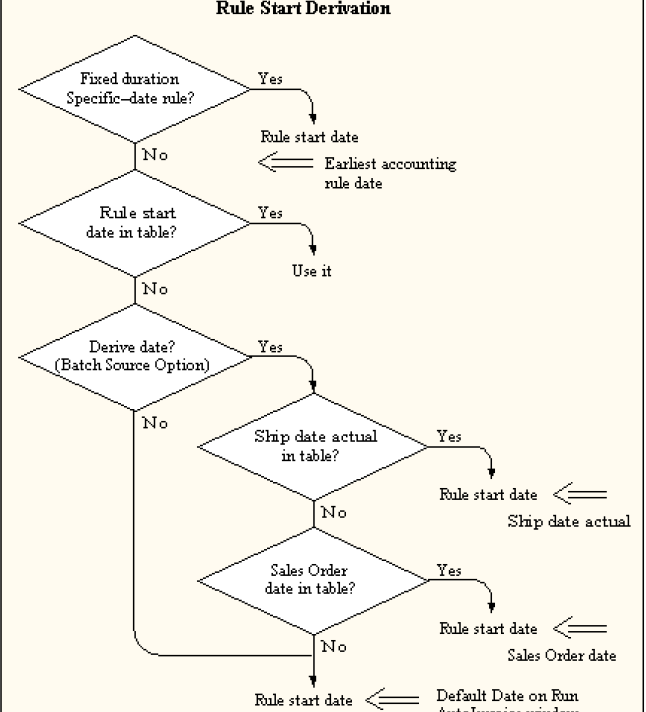 Rule Start Derivation
Fixed duration
Specific–date rule?
Yes
Rule start date
Earliest accounting
rule date
No
Rule start
date in table?
Yes
Use it
No
Derive date?
(Batch Source Option)
Yes
No
Ship date actual
in table?
Yes
Rule start date
Ship date actual
No
Sales Order
date in table?
Yes
Rule start date
Sales Order date
No
Rule start date
Default Date on Run